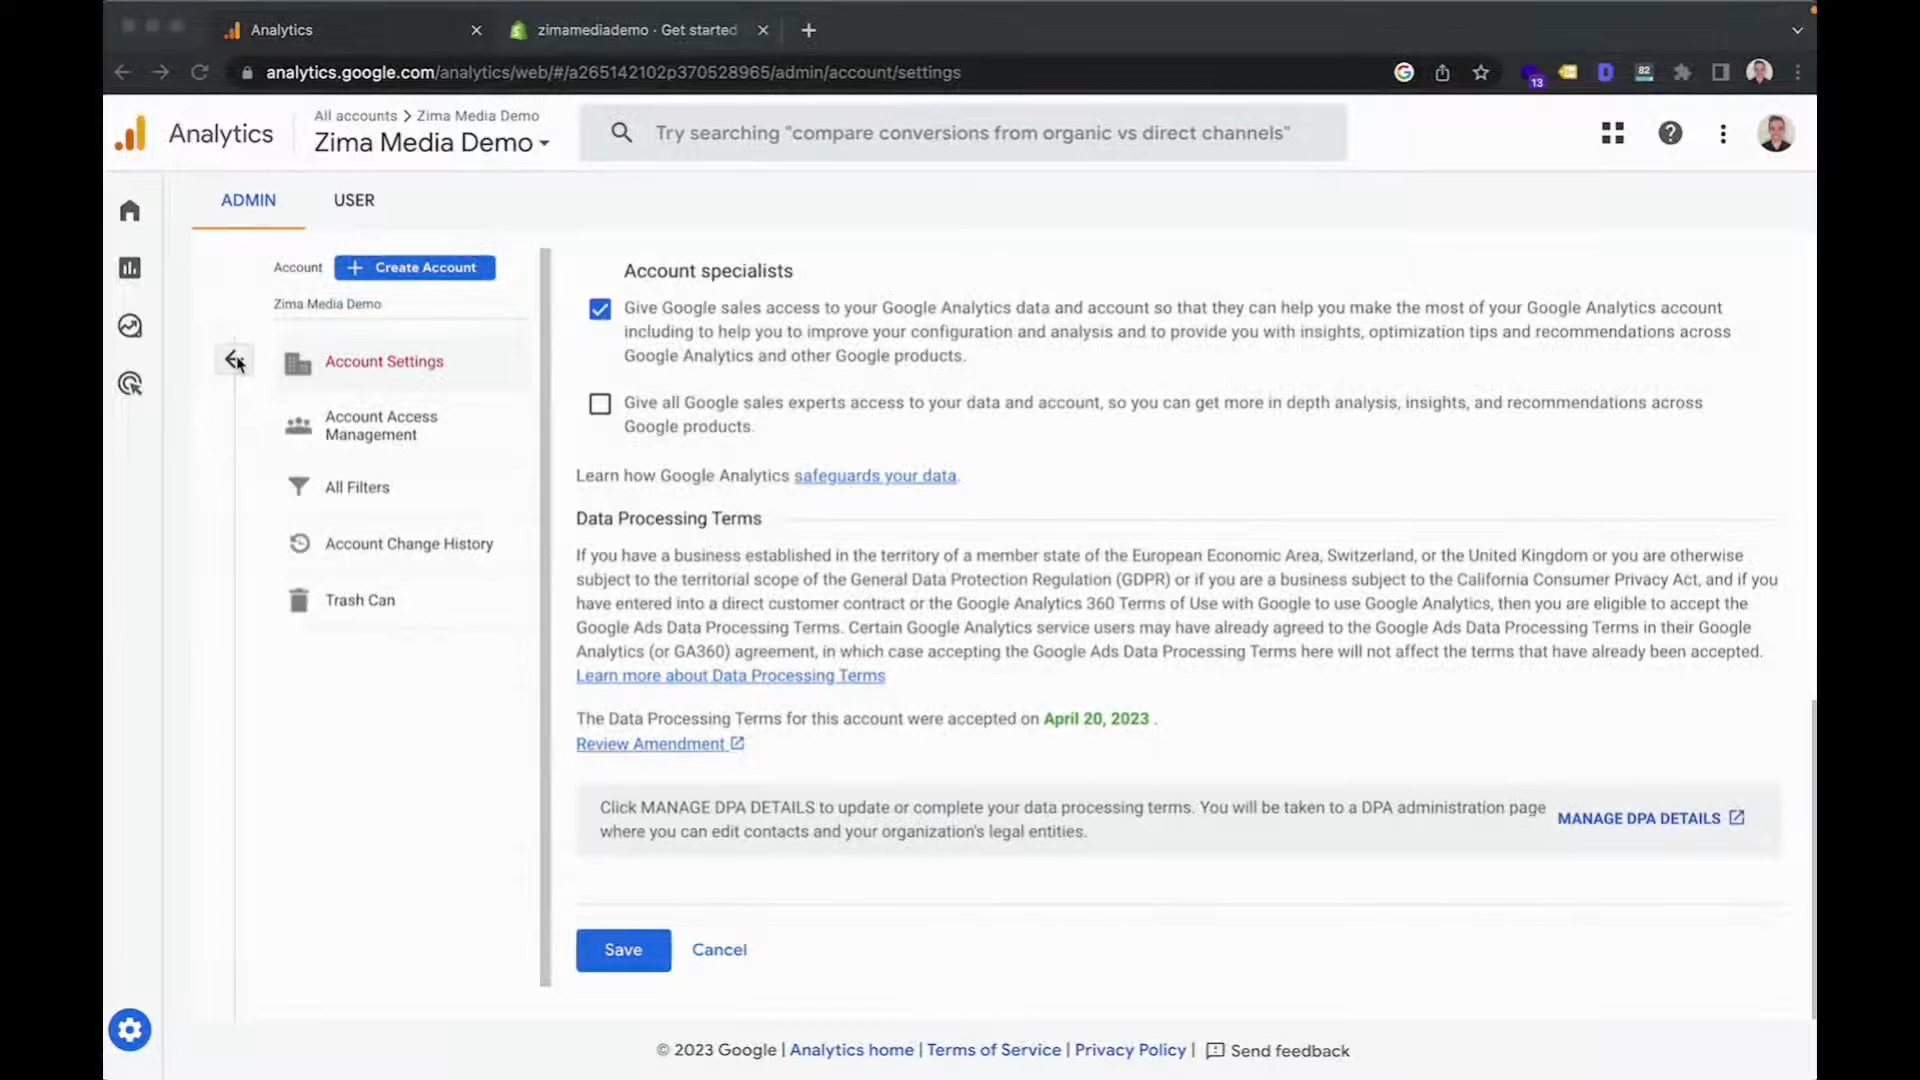 Analytics
zimamediademo · Get started
analytics.google.com/analytics/web/#/a265142102p370528965/admin/account/settings
13
82
Analytics
All accounts > Zima Media Demo
Zima Media Demo
Try searching "compare conversions from organic vs direct channels"
ADMIN
USER
Account
+ Create Account
Zima Media Demo
Account Settings
Account Access
Management
All Filters
Account Change History
Trash Can
Account specialists
Give Google sales access to your Google Analytics data and account so that they can help you make the most of your Google Analytics account
including to help you to improve your configuration and analysis and to provide you with insights, optimization tips and recommendations across
Google Analytics and other Google products.
Give all Google sales experts access to your data and account, so you can get more in depth analysis, insights, and recommendations across
Google products.
Learn how Google Analytics safeguards your data.
Data Processing Terms
If you have a business established in the territory of a member state of the European Economic Area, Switzerland, or the United Kingdom or you are otherwise
subject to the territorial scope of the General Data Protection Regulation (GDPR) or if you are a business subject to the California Consumer Privacy Act, and if you
have entered into a direct customer contract or the Google Analytics 360 Terms of Use with Google to use Google Analytics, then you are eligible to accept the
Google Ads Data Processing Terms. Certain Google Analytics service users may have already agreed to the Google Ads Data Processing Terms in their Google
Analytics (or GA360) agreement, in which case accepting the Google Ads Data Processing Terms here will not affect the terms that have already been accepted.
Learn more about Data Processing Terms
The Data Processing Terms for this account were accepted on April 20, 2023 .
Review Amendment
Click MANAGE DPA DETAILS to update or complete your data processing terms. You will be taken to a DPA administration page
where you can edit contacts and your organization's legal entities.
MANAGE DPA DETAILS
Save
Cancel
© 2023 Google | Analytics home | Terms of Service | Privacy Policy | Send feedback